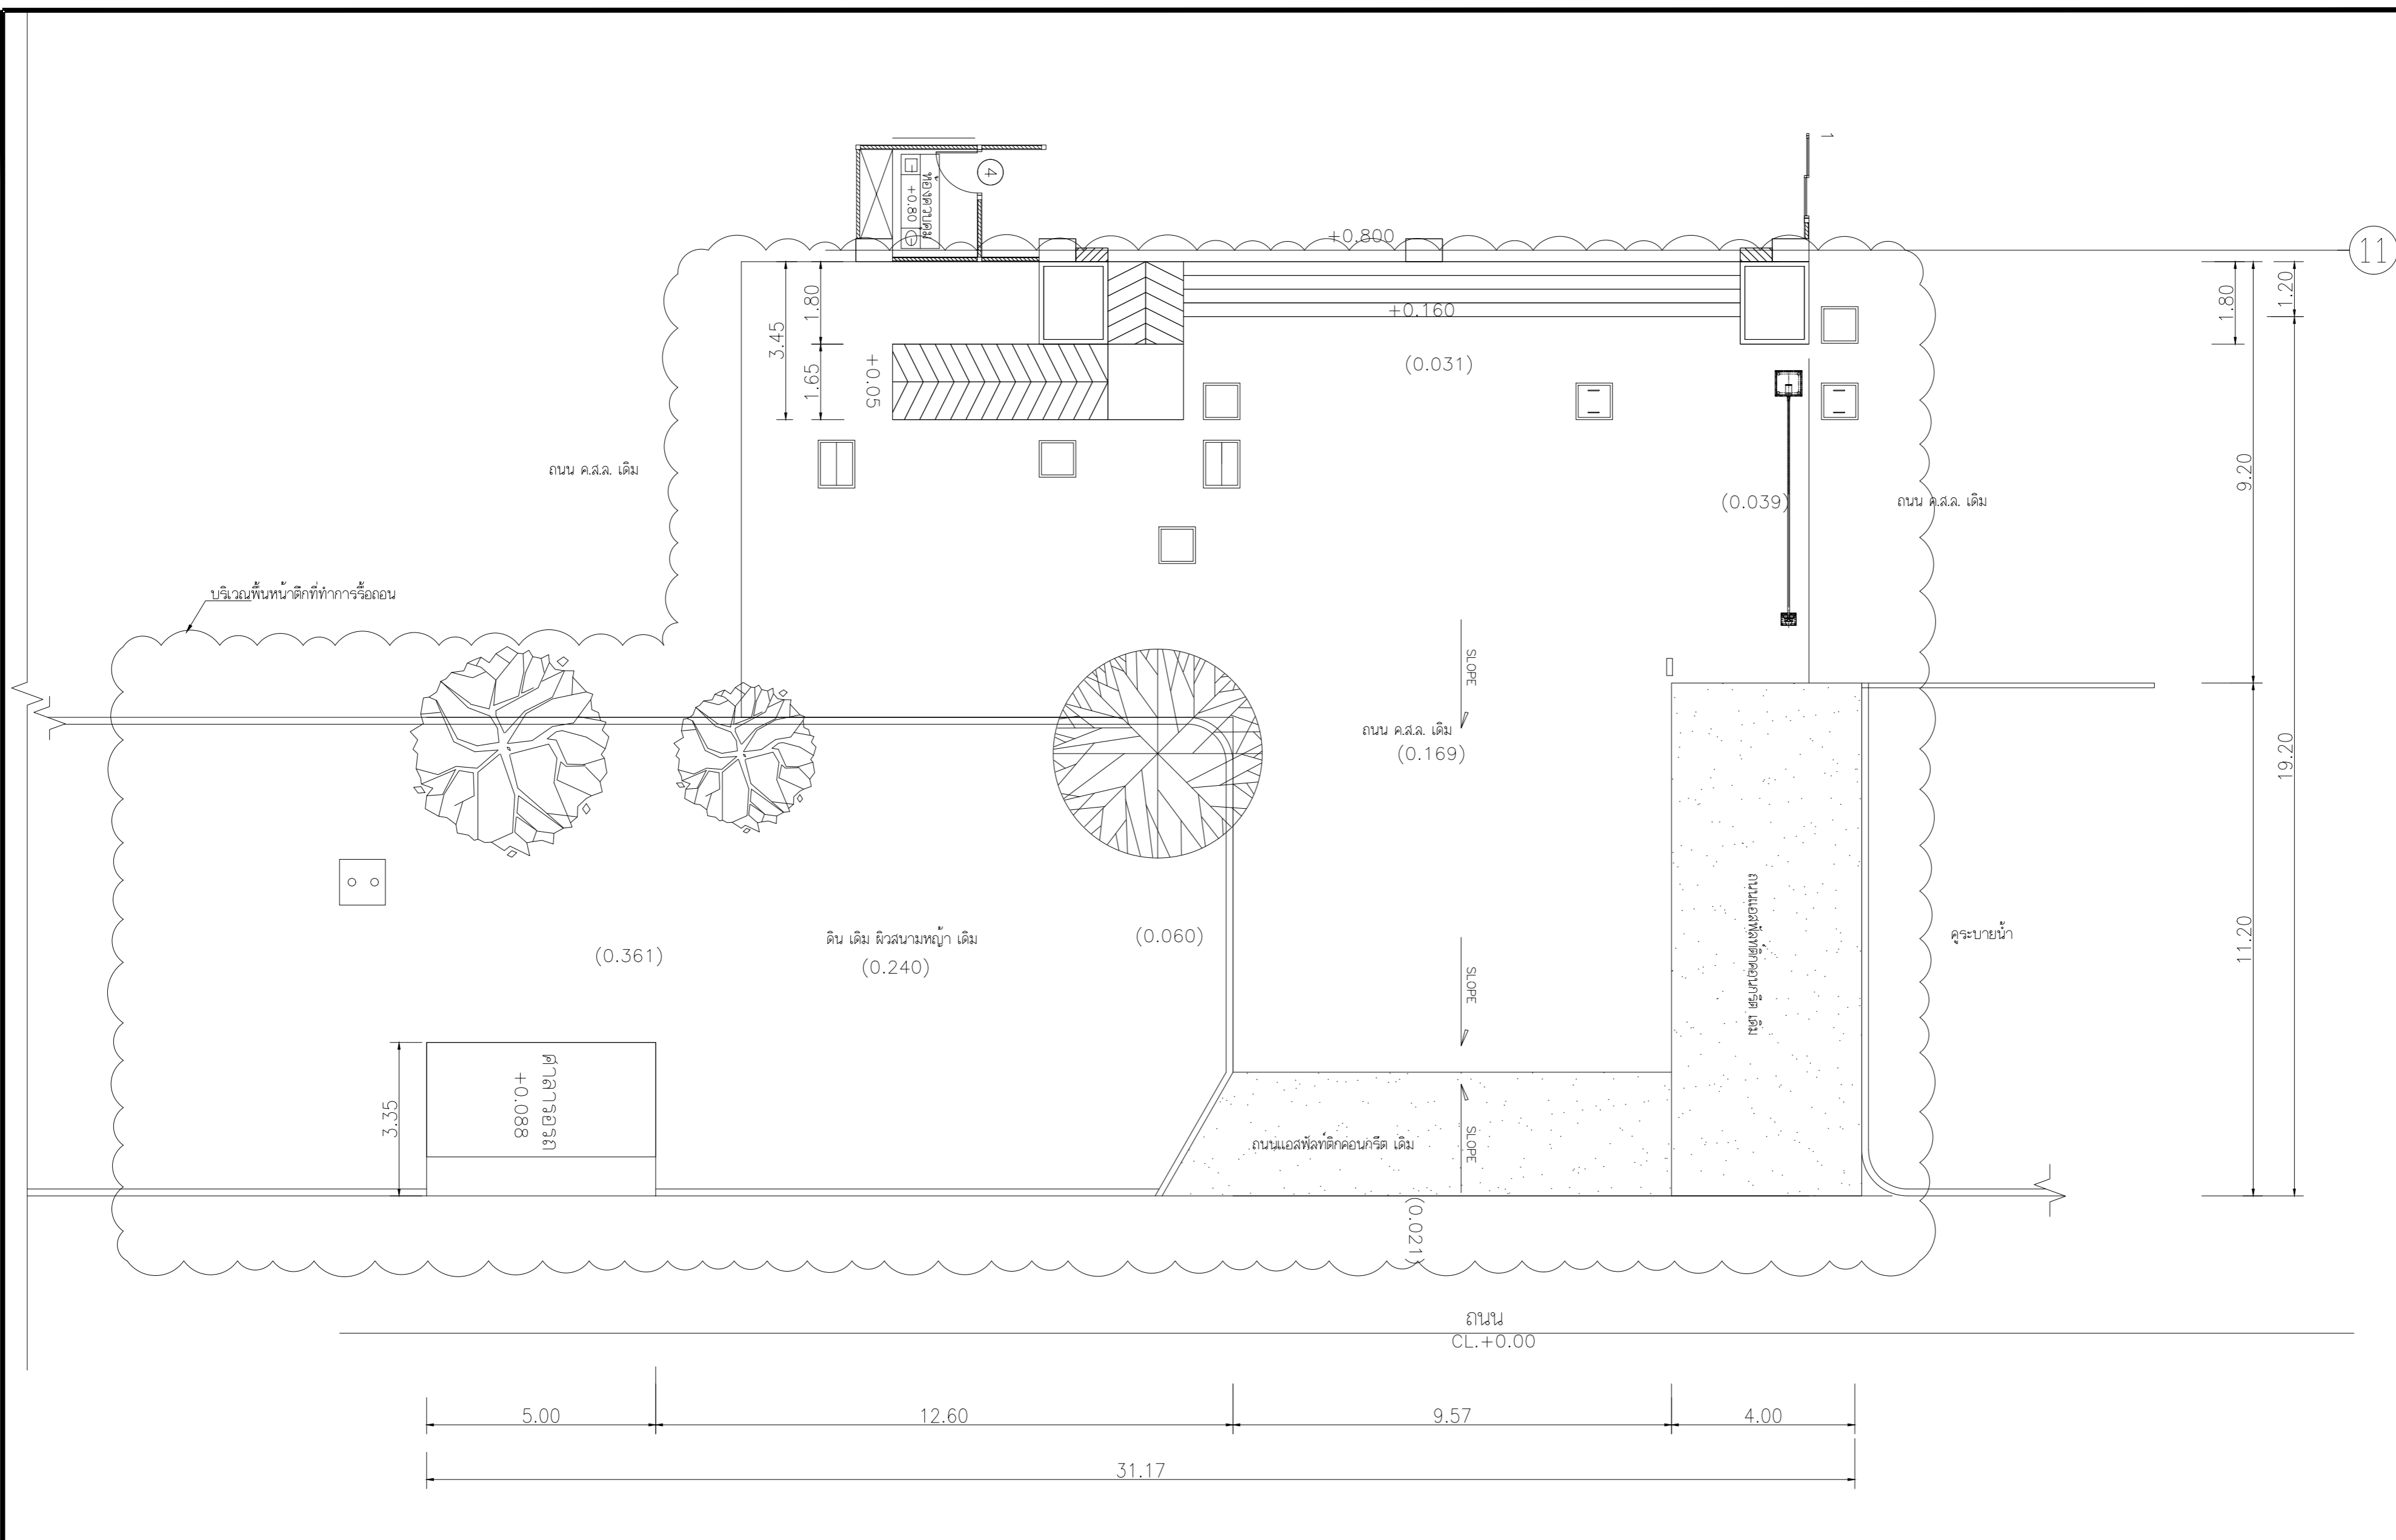 1
4
ห้องควบคุม
+0.80
+0.800
11
1.80
3.45
1.65
+0.05
+0.160
(0.031)
1.80
1.20
ถนน ค.ส.ล. เดิม
(0.039)
ถนน ค.ส.ล. เดิม
9.20
บริเวณพื้นหน้าตึกที่ทำการรื้อถอน
SLOPE
ถนน ค.ส.ล. เดิม
(0.169)
19.20
(0.361)
ดิน เดิม ผิวสนามหญ้า เดิม
(0.240)
(0.060)
SLOPE
ถนนแอสฟัลท์ติกคอนกรีต เดิม
คูระบายน้ำ
11.20
3.35
ศาลารอรถ
+0.088
ถนนแอสฟัลท์ติกคอนกรีต เดิม
SLOPE
(0.021)
ถนน
CL.+0.00
5.00
12.60
9.57
4.00
31.17